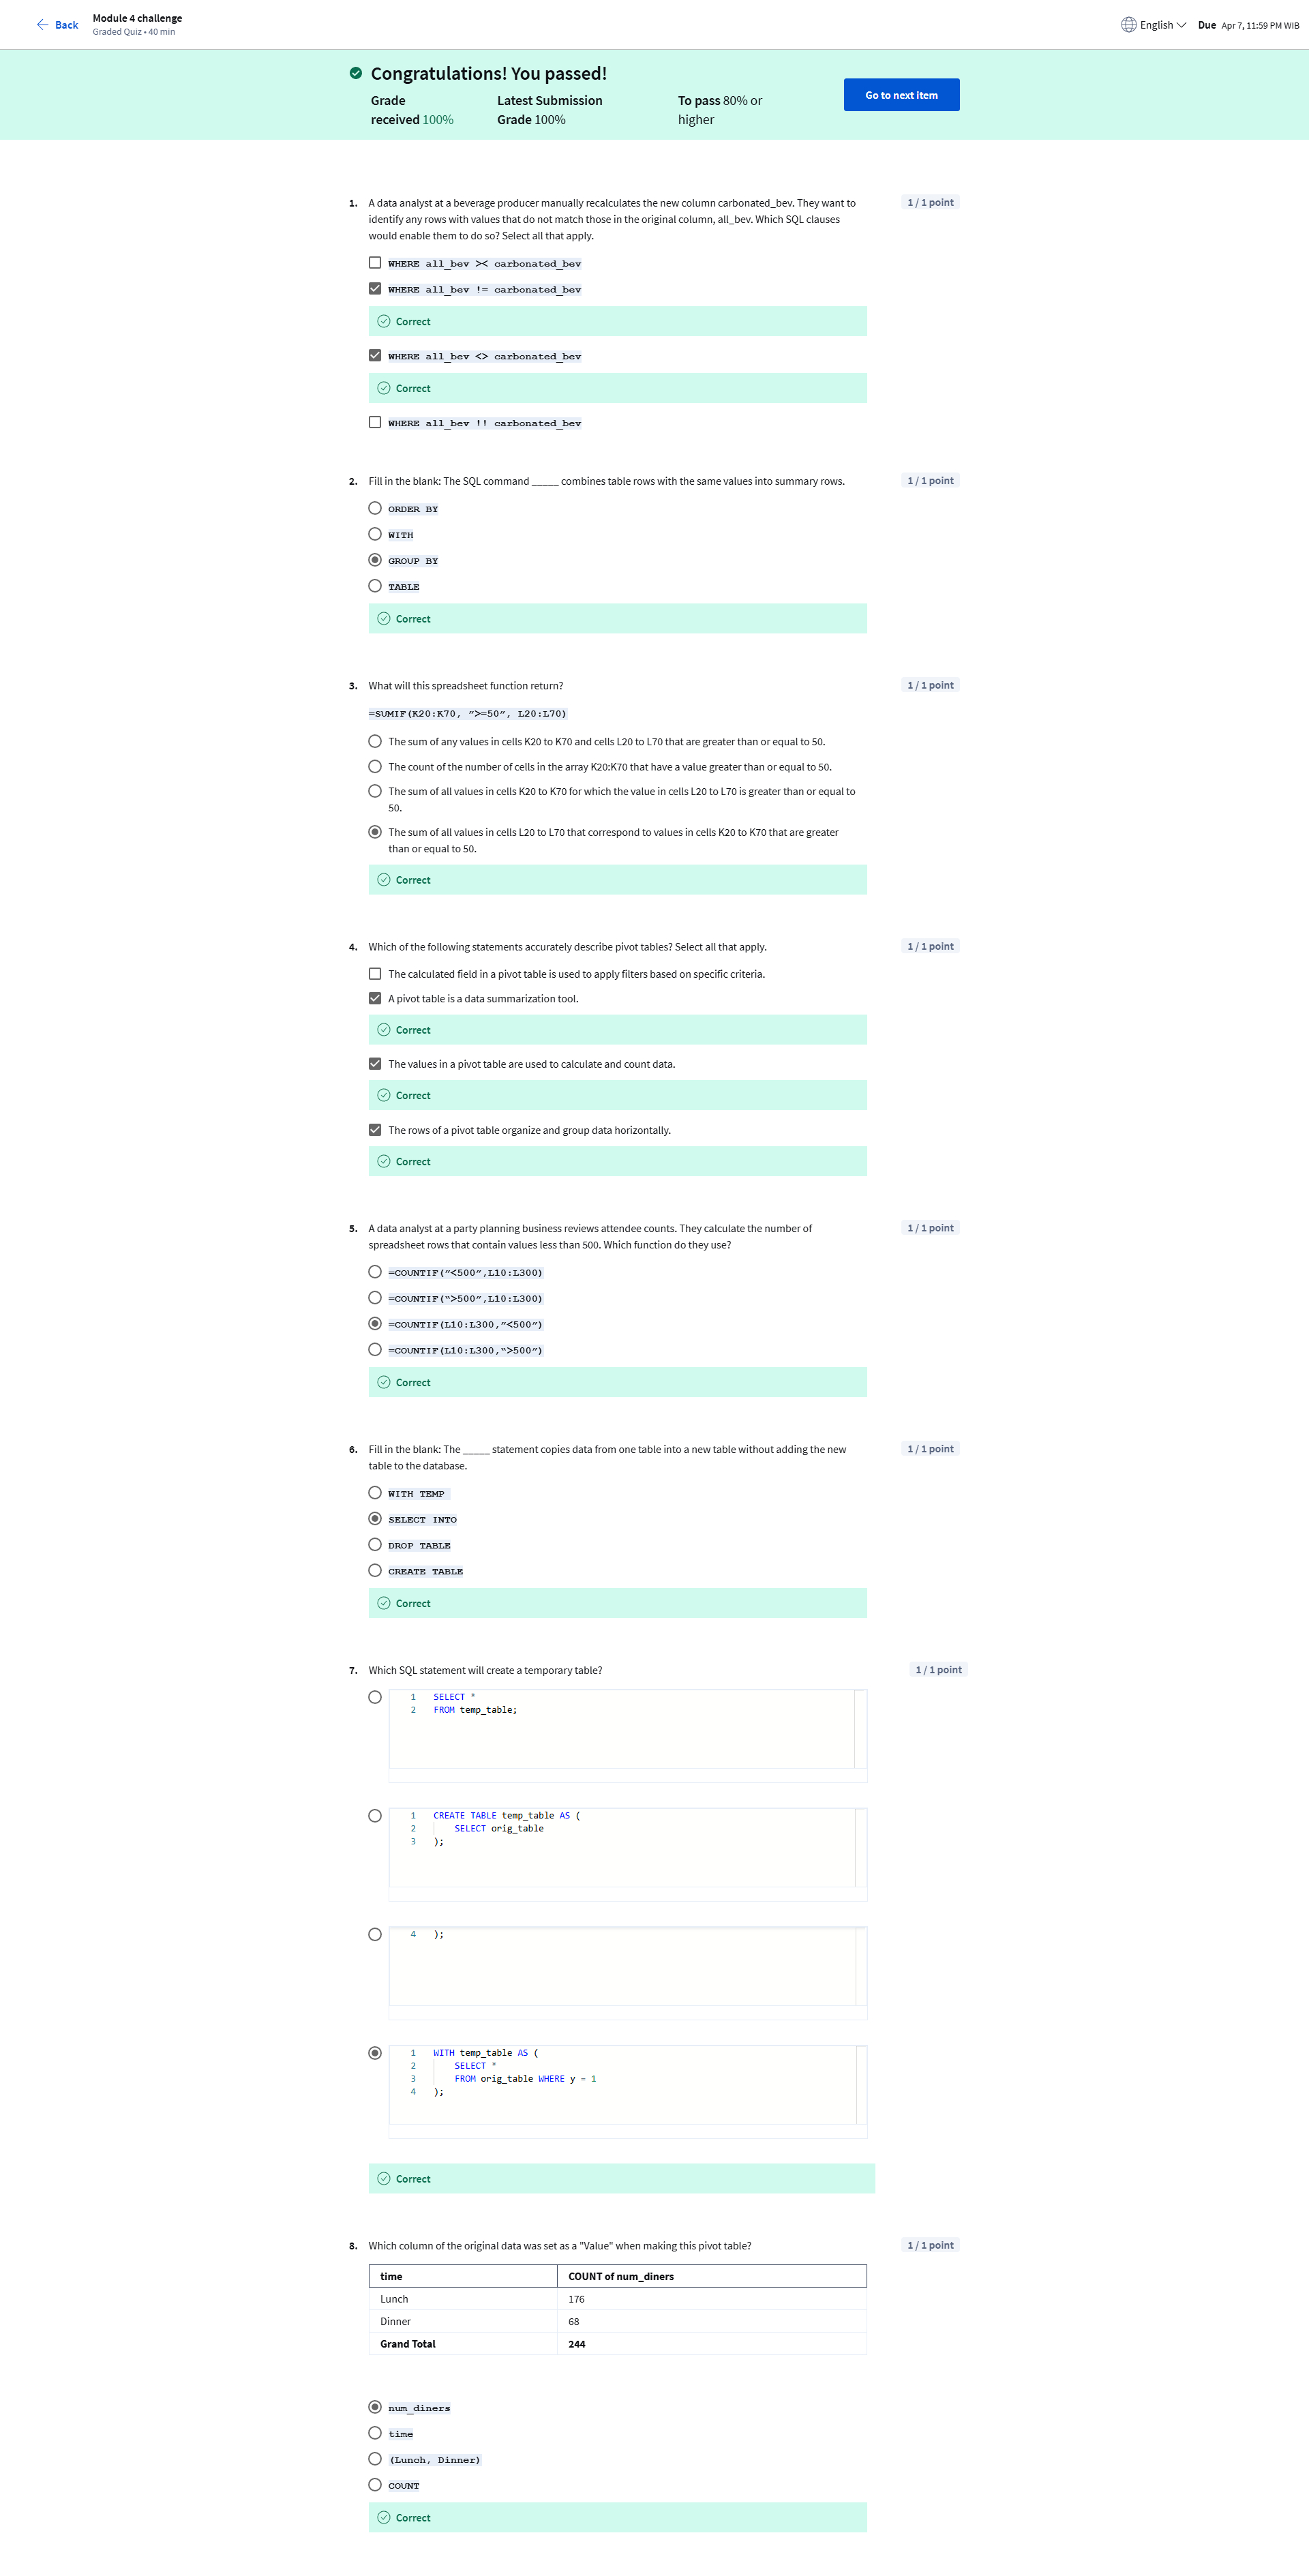 Back
Module 4 challenge
Graded Quiz • 40 min
English
Due Apr 7, 11:59 PM WIB
Congratulations! You passed!
Grade received 100%
Latest Submission Grade 100%
To pass 80% or higher
Go to next item
1. A data analyst at a beverage producer manually recalculates the new column carbonated_bev. They want to
identify any rows with values that do not match those in the original column, all_bev. Which SQL clauses
would enable them to do so? Select all that apply.
1 / 1 point
WHERE all_bev >< carbonated_bev
WHERE all_bev != carbonated_bev
Correct
WHERE all_bev <> carbonated_bev
Correct
WHERE all_bev !! carbonated_bev
2. Fill in the blank: The SQL command _____ combines table rows with the same values into summary rows.
1 / 1 point
ORDER BY
WITH
GROUP BY
TABLE
Correct
3. What will this spreadsheet function return?
1 / 1 point
=SUMIF(K20:K70, ”>=50”, L20:L70)
The sum of any values in cells K20 to K70 and cells L20 to L70 that are greater than or equal to 50.
The count of the number of cells in the array K20:K70 that have a value greater than or equal to 50.
The sum of all values in cells K20 to K70 for which the value in cells L20 to L70 is greater than or equal to
50.
The sum of all values in cells L20 to L70 that correspond to values in cells K20 to K70 that are greater
than or equal to 50.
Correct
4. Which of the following statements accurately describe pivot tables? Select all that apply.
1 / 1 point
The calculated field in a pivot table is used to apply filters based on specific criteria.
A pivot table is a data summarization tool.
Correct
The values in a pivot table are used to calculate and count data.
Correct
The rows of a pivot table organize and group data horizontally.
Correct
5. A data analyst at a party planning business reviews attendee counts. They calculate the number of
spreadsheet rows that contain values less than 500. Which function do they use?
1 / 1 point
=COUNTIF(”<500”,L10:L300)
=COUNTIF(“>500”,L10:L300)
=COUNTIF(L10:L300,”<500”)
=COUNTIF(L10:L300,“>500”)
Correct
6. Fill in the blank: The _____ statement copies data from one table into a new table without adding the new
table to the database.
1 / 1 point
WITH TEMP
SELECT INTO
DROP TABLE
CREATE TABLE
Correct
7. Which SQL statement will create a temporary table?
1 / 1 point
1 SELECT *
2 FROM temp_table;
1 CREATE TABLE temp_table AS (
2 SELECT orig_table
3 );
4 );
1 WITH temp_table AS (
2 SELECT *
3 FROM orig_table WHERE y = 1
4 );
Correct
8. Which column of the original data was set as a "Value" when making this pivot table?
1 / 1 point
time COUNT of num_diners
Lunch 176
Dinner 68
Grand Total 244
num_diners
time
(Lunch, Dinner)
COUNT
Correct